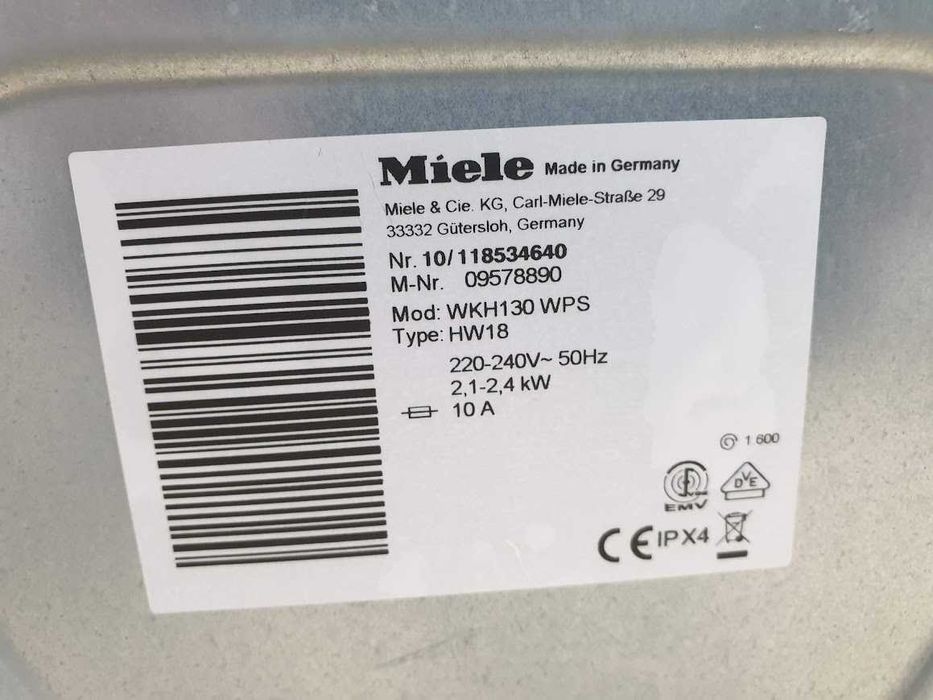 Miele Made in Germany
Miele & Cie. KG, Carl-Miele-Straße 29
33332 Gütersloh, Germany
Nr. 10/118534640
M-Nr. 09578890
Mod: WKH130 WPS
Type: HW18
220-240V~ 50Hz
2,1-2,4 kW
10 A
1 600
EMV
DVE
CE IPX4